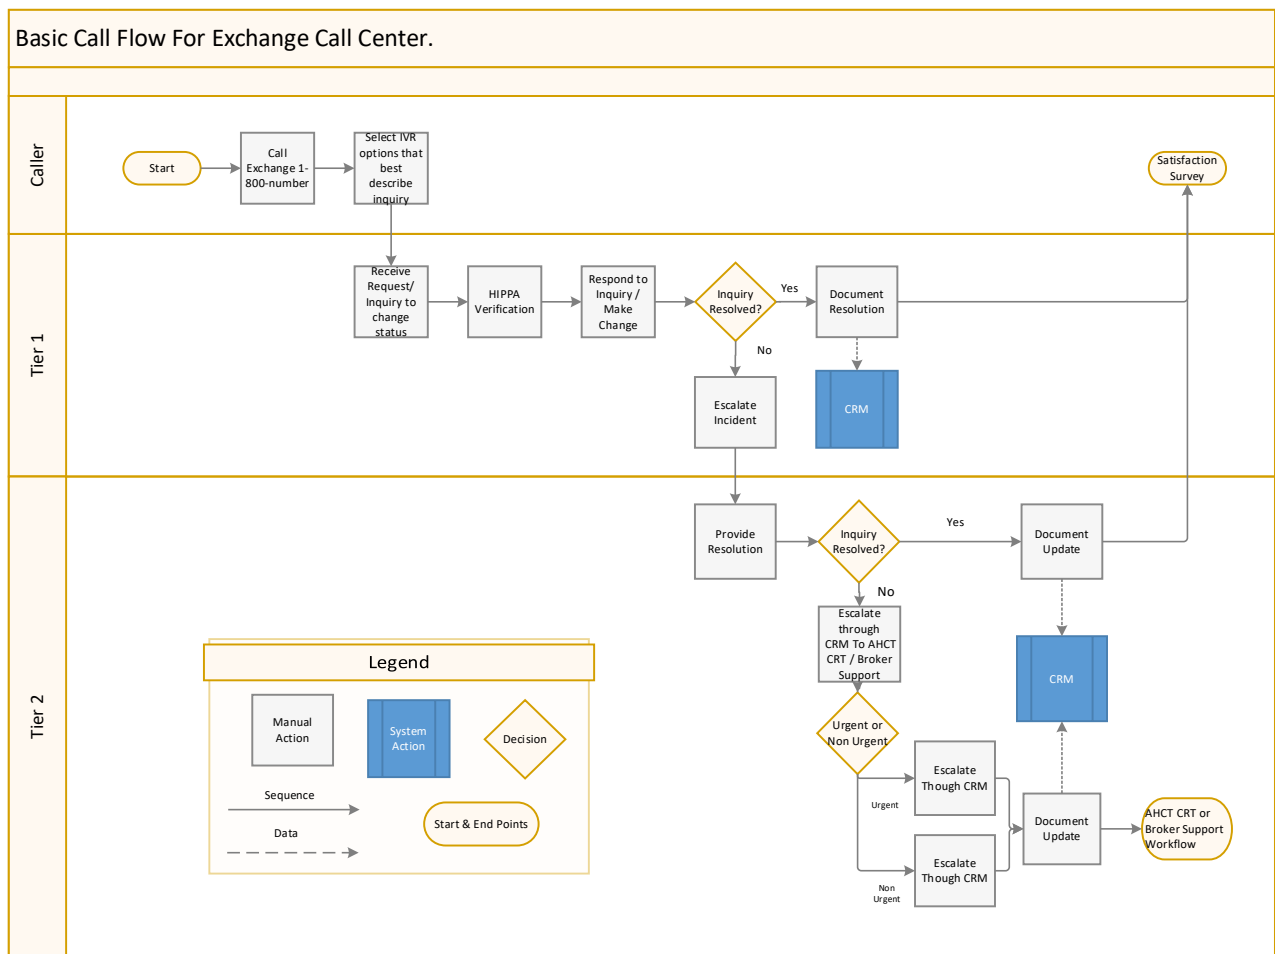 Basic Call Flow For Exchange Call Center.
Caller
Start
Call
Exchange 1-
800-number
Select IVR
options that
best
describe
inquiry
Satisfaction
Survey
Tier 1
Receive
Request/
Inquiry to
change
status
HIPPA
Verification
Respond to
Inquiry /
Make
Change
Inquiry
Resolved?
Yes
Document
Resolution
No
Escalate
Incident
CRM
Tier 2
Provide
Resolution
Inquiry
Resolved?
Yes
Document
Update
No
Escalate
through
CRM To AHCT
CRT / Broker
Support
CRM
Urgent or
Non Urgent
Urgent
Escalate
Though CRM
Non
Urgent
Escalate
Though CRM
Document
Update
AHCT CRT or
Broker Support
Workflow
Legend
Manual
Action
System
Action
Decision
Sequence
Data
Start & End Points